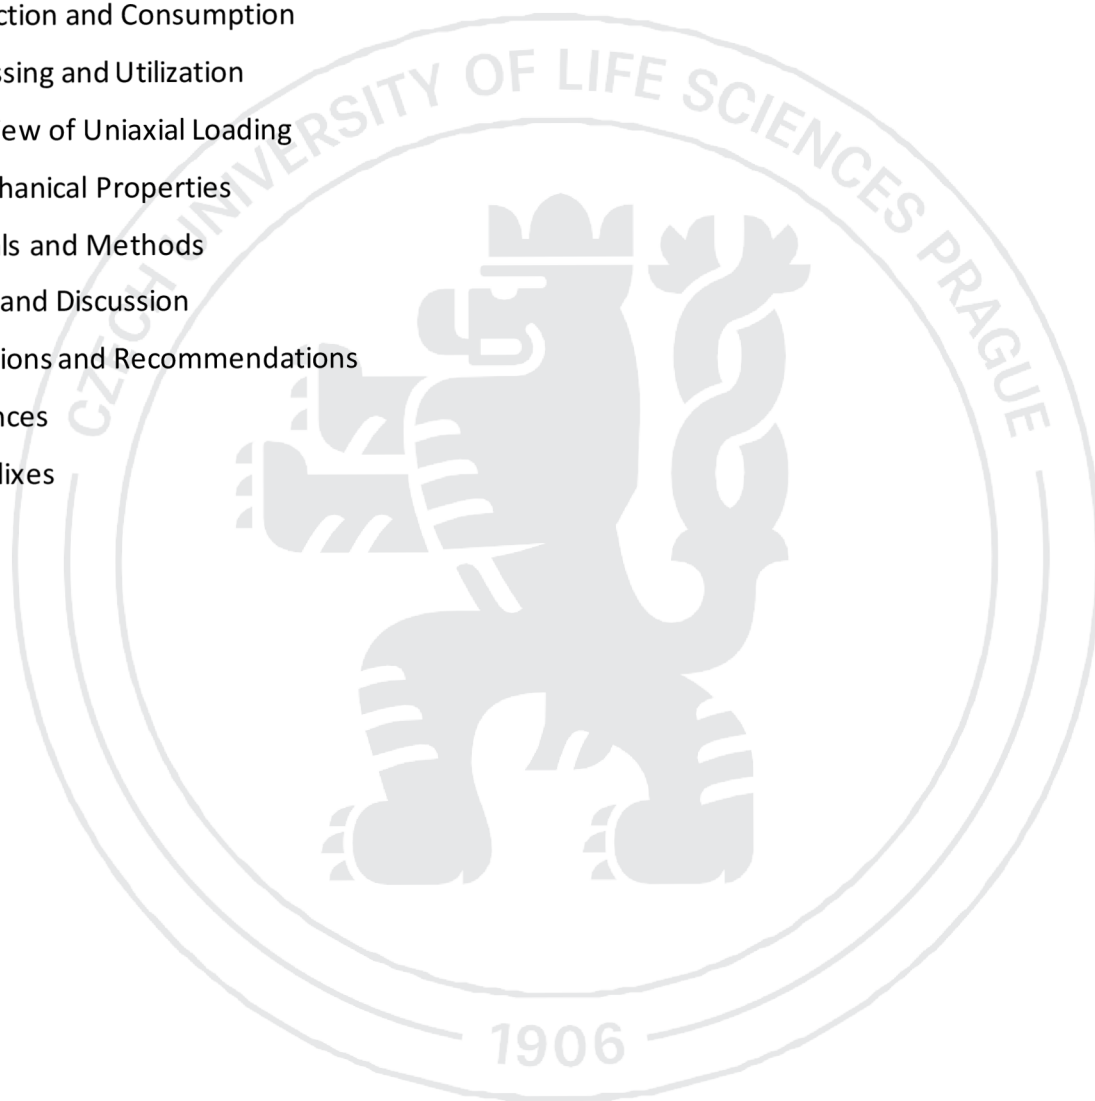 ction and Consumption
ssing and Utilization
ew of Uniaxial Loading
hanical Properties
ls and Methods
and Discussion
ions and Recommendations
nces
lixes
CZECH UNIVERSITY OF LIFE SCIENCES PRAGUE
1906